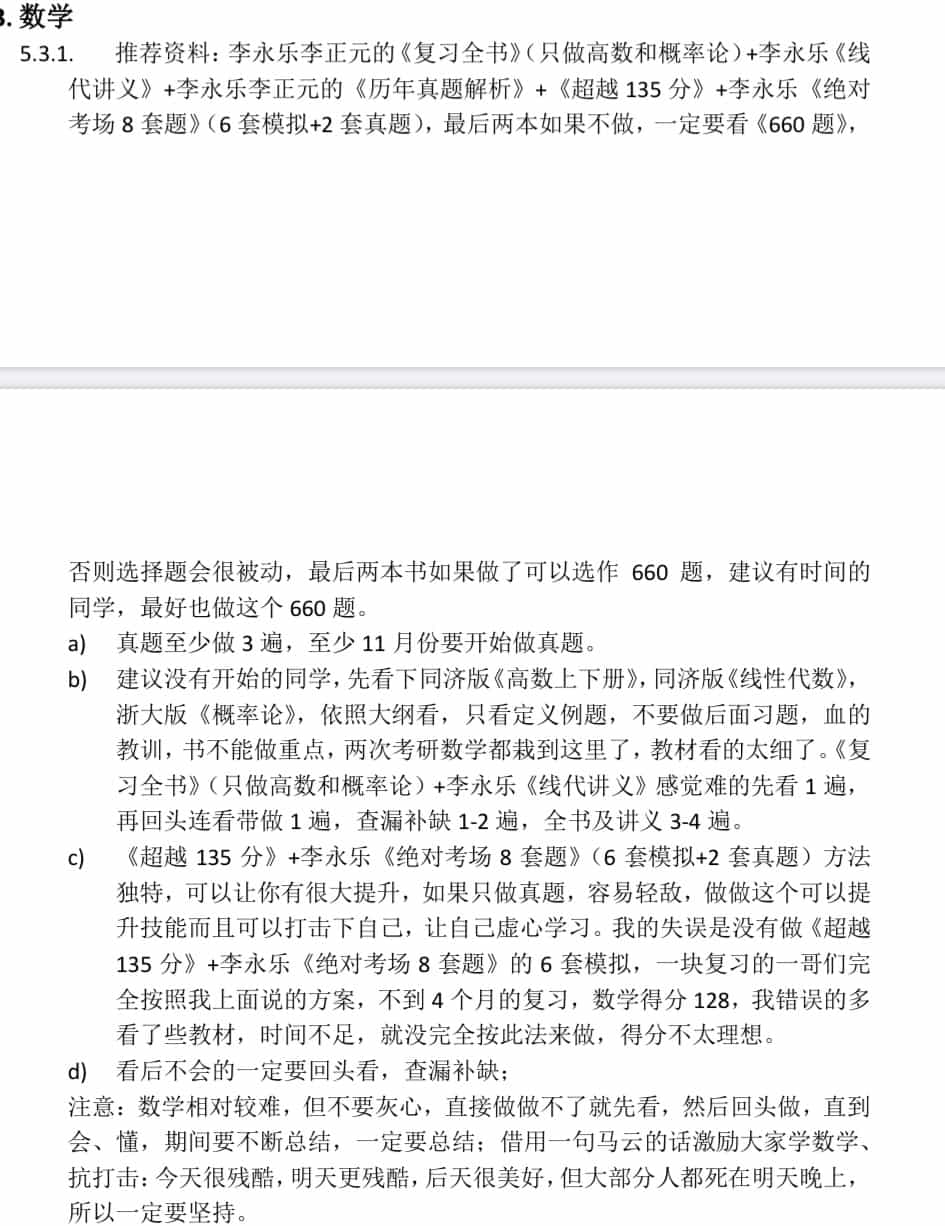 3. 数学
5.3.1. 推荐资料：李永乐李正元的《复习全书》（只做高数和概率论）+李永乐《线
代讲义》+李永乐李正元的《历年真题解析》+《超越 135 分》+李永乐《绝对
考场 8 套题》（6 套模拟+2 套真题），最后两本如果不做，一定要看《660 题》，
否则选择题会很被动，最后两本书如果做了可以选作 660 题，建议有时间的
同学，最好也做这个 660 题。
a) 真题至少做 3 遍，至少 11 月份要开始做真题。
b) 建议没有开始的同学，先看下同济版《高数上下册》，同济版《线性代数》，
浙大版《概率论》，依照大纲看，只看定义例题，不要做后面习题，血的
教训，书不能做重点，两次考研数学都栽到这里了，教材看的太细了。《复
习全书》（只做高数和概率论）+李永乐《线代讲义》感觉难的先看 1 遍，
再回头连看带做 1 遍，查漏补缺 1-2 遍，全书及讲义 3-4 遍。
c) 《超越 135 分》+李永乐《绝对考场 8 套题》（6 套模拟+2 套真题）方法
独特，可以让你有很大提升，如果只做真题，容易轻敌，做做这个可以提
升技能而且可以打击下自己，让自己虚心学习。我的失误是没有做《超越
135 分》+李永乐《绝对考场 8 套题》的 6 套模拟，一块复习的一哥们完
全按照我上面说的方案，不到 4 个月的复习，数学得分 128，我错误的多
看了些教材，时间不足，就没完全按此法来做，得分不太理想。
d) 看后不会的一定要回头看，查漏补缺；
注意：数学相对较难，但不要灰心，直接做做不了就先看，然后回头做，直到
会、懂，期间要不断总结，一定要总结；借用一句马云的话激励大家学数学、
抗打击：今天很残酷，明天更残酷，后天很美好，但大部分人都死在明天晚上，
所以一定要坚持。